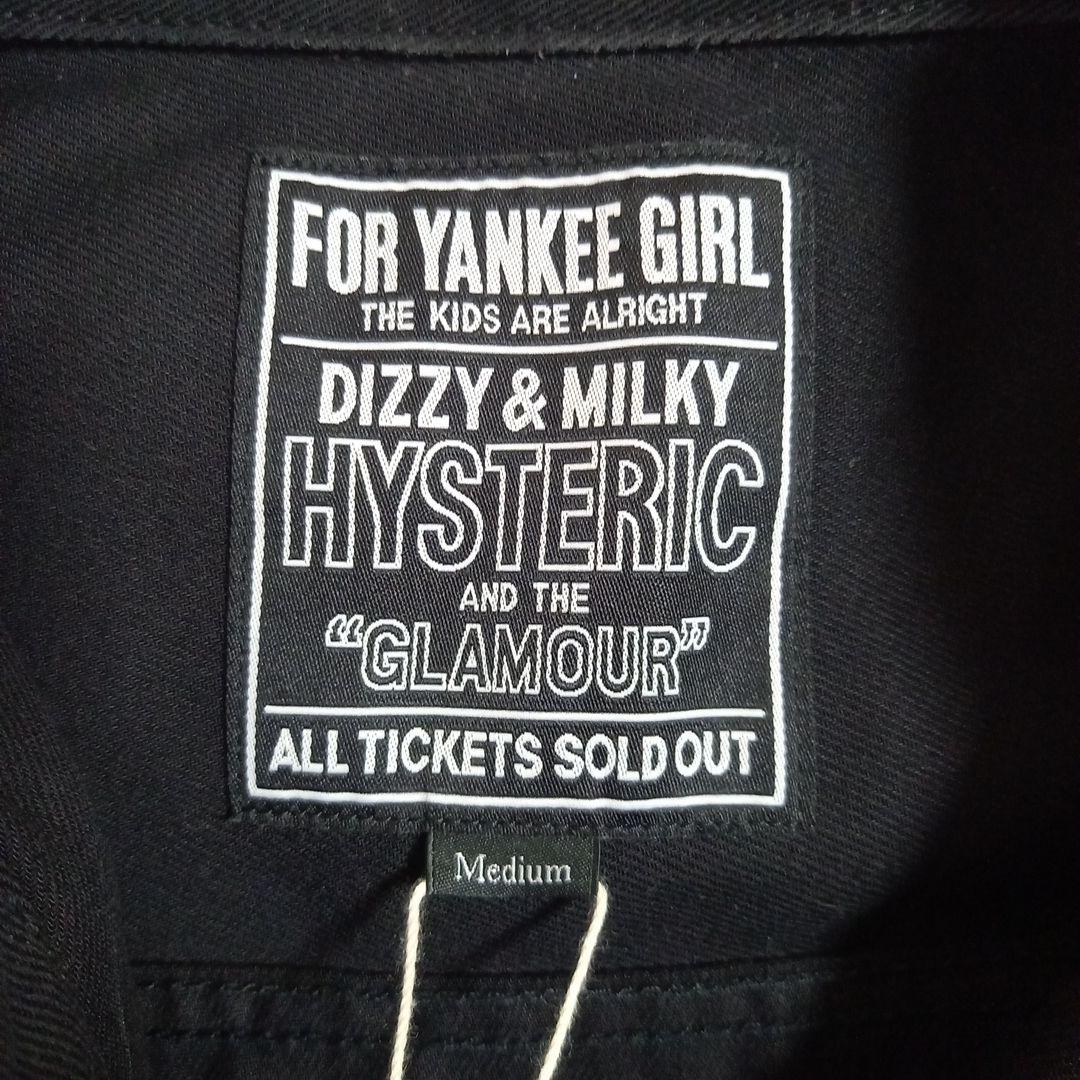 FOR YANKEE GIRL
THE KIDS ARE ALRIGHT
DIZZY & MILKY
HYSTERIC
AND THE
“GLAMOUR”
ALL TICKETS SOLD OUT
Medium